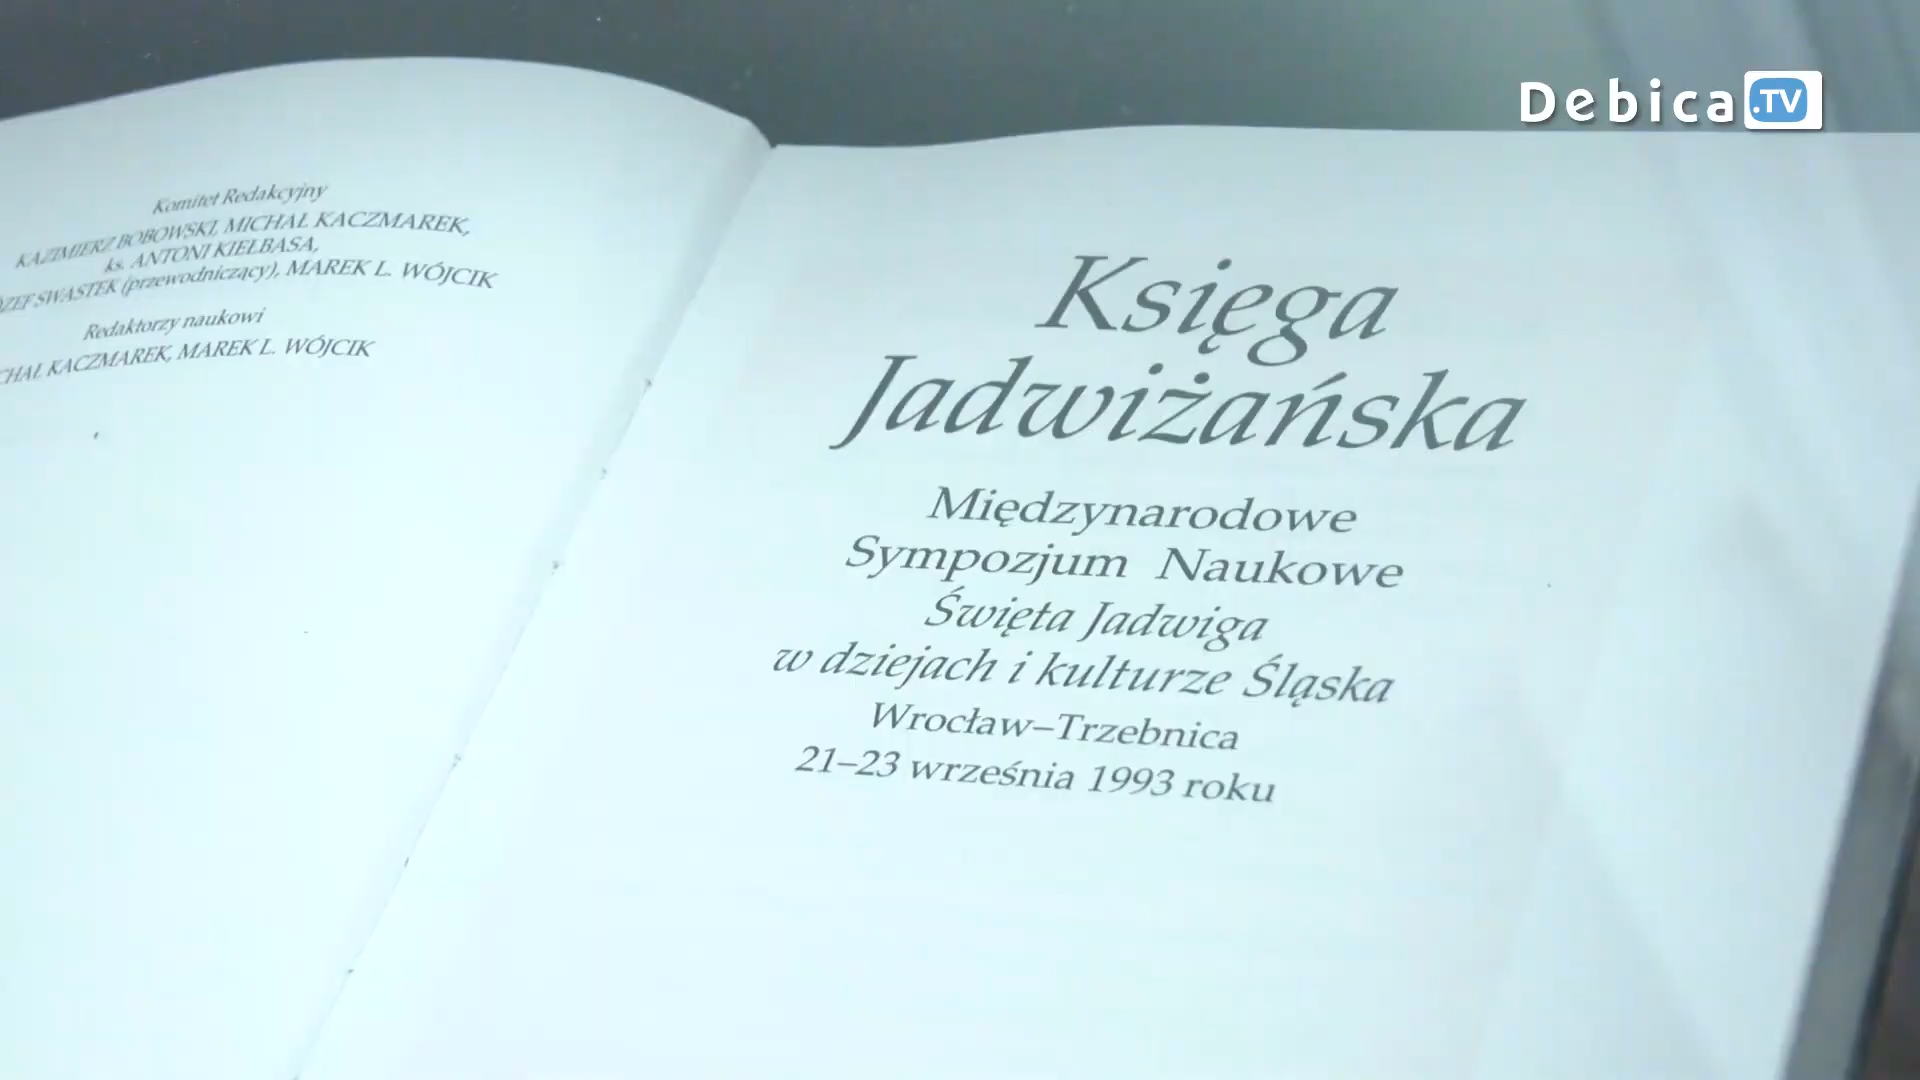 Debica.TV
Komitet Redakcyjny
KAZIMIERZ BOBOWSKI, MICHAŁ KACZMAREK,
ks. ANTONI KIEŁBASA,
SWASTEK (przewodniczący), MAREK L. WÓJCIK
Redaktorzy naukowi
KACZMAREK, MAREK L. WÓJCIK
Księga
Jadwiżańska
Międzynarodowe
Sympozjum Naukowe
Święta Jadwiga
w dziejach i kulturze Śląska
Wrocław–Trzebnica
21–23 września 1993 roku